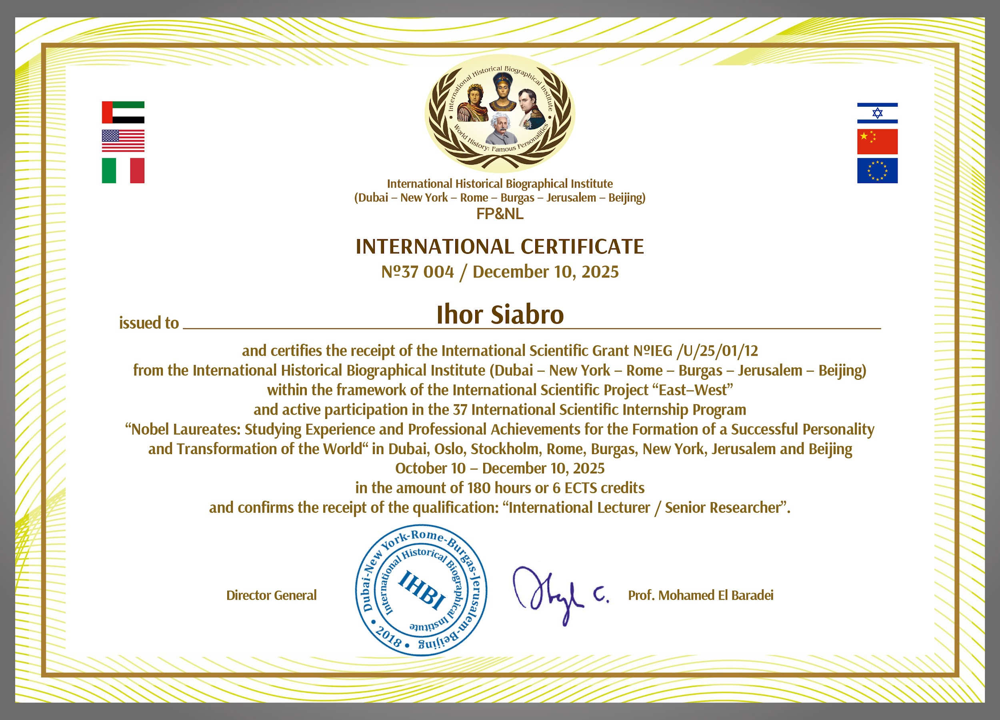 International Historical Biographical Institute
World History: Famous Personalities
International Historical Biographical Institute
(Dubai – New York – Rome – Burgas – Jerusalem – Beijing)
FP&NL
INTERNATIONAL CERTIFICATE
№37 004 / December 10, 2025
issued to Ihor Siabro
and certifies the receipt of the International Scientific Grant №IEG /U/25/01/12
from the International Historical Biographical Institute (Dubai – New York – Rome – Burgas – Jerusalem – Beijing)
within the framework of the International Scientific Project “East–West”
and active participation in the 37 International Scientific Internship Program
“Nobel Laureates: Studying Experience and Professional Achievements for the Formation of a Successful Personality
and Transformation of the World“ in Dubai, Oslo, Stockholm, Rome, Burgas, New York, Jerusalem and Beijing
October 10 – December 10, 2025
in the amount of 180 hours or 6 ECTS credits
and confirms the receipt of the qualification: “International Lecturer / Senior Researcher”.
Dubai-New York-Rome-Burgas-Jerusalem-Beijing • 2018 •
International Historical Biographical Institute
IHBI
Director General
Prof. Mohamed El Baradei